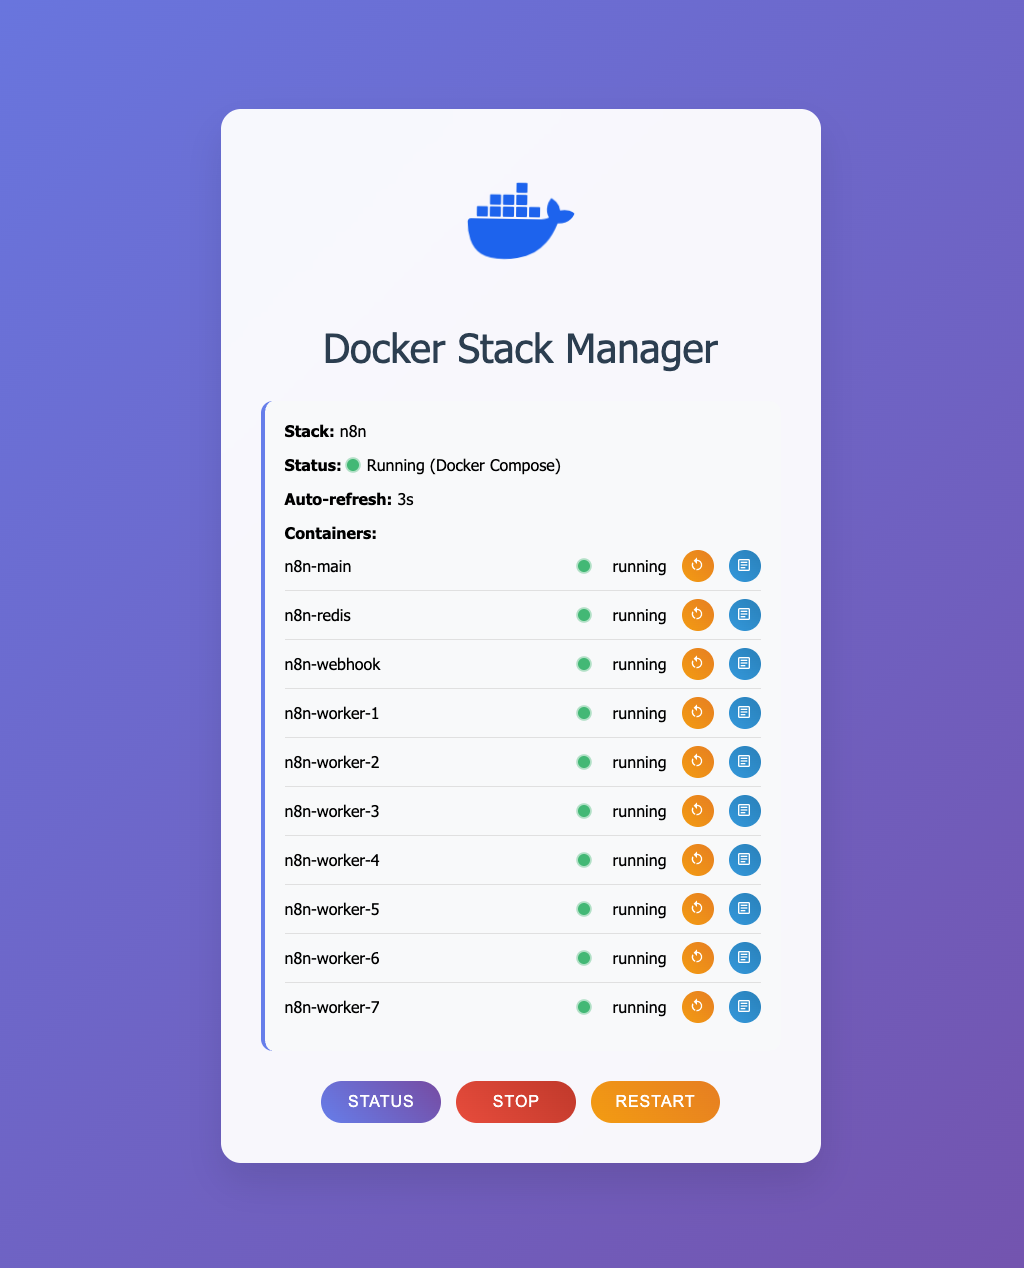 Docker Stack Manager
Stack: n8n
Status: Running (Docker Compose)
Auto-refresh: 3s
Containers:
n8n-main running
n8n-redis running
n8n-webhook running
n8n-worker-1 running
n8n-worker-2 running
n8n-worker-3 running
n8n-worker-4 running
n8n-worker-5 running
n8n-worker-6 running
n8n-worker-7 running
STATUS STOP RESTART